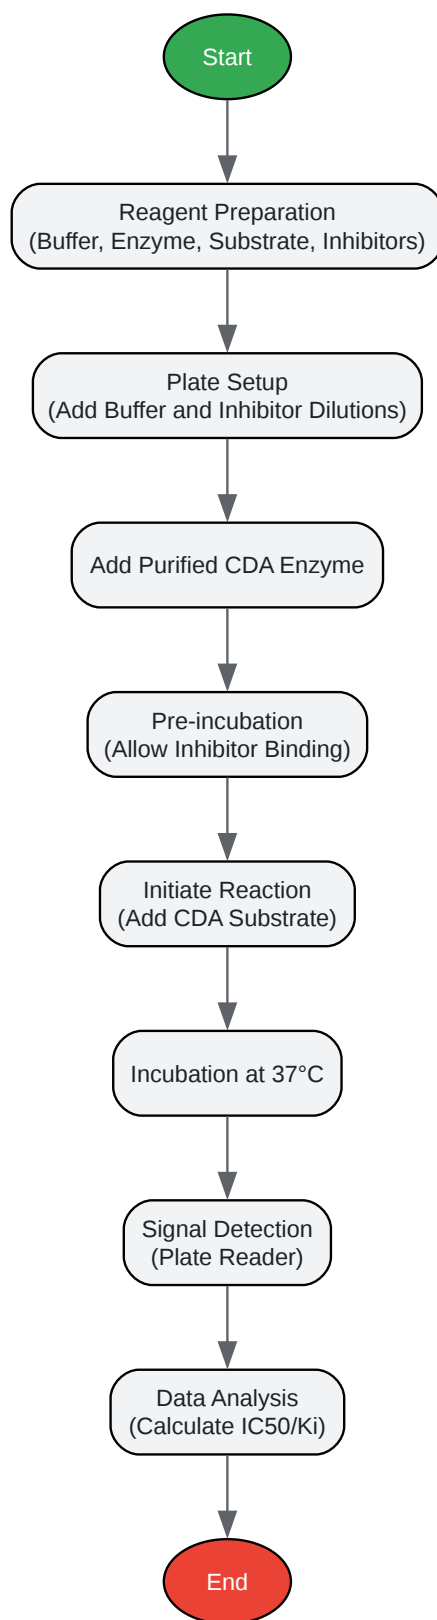 Start
Reagent Preparation
(Buffer, Enzyme, Substrate, Inhibitors)
Plate Setup
(Add Buffer and Inhibitor Dilutions)
Add Purified CDA Enzyme
Pre-incubation
(Allow Inhibitor Binding)
Initiate Reaction
(Add CDA Substrate)
Incubation at 37°C
Signal Detection
(Plate Reader)
Data Analysis
(Calculate IC50/Ki)
End